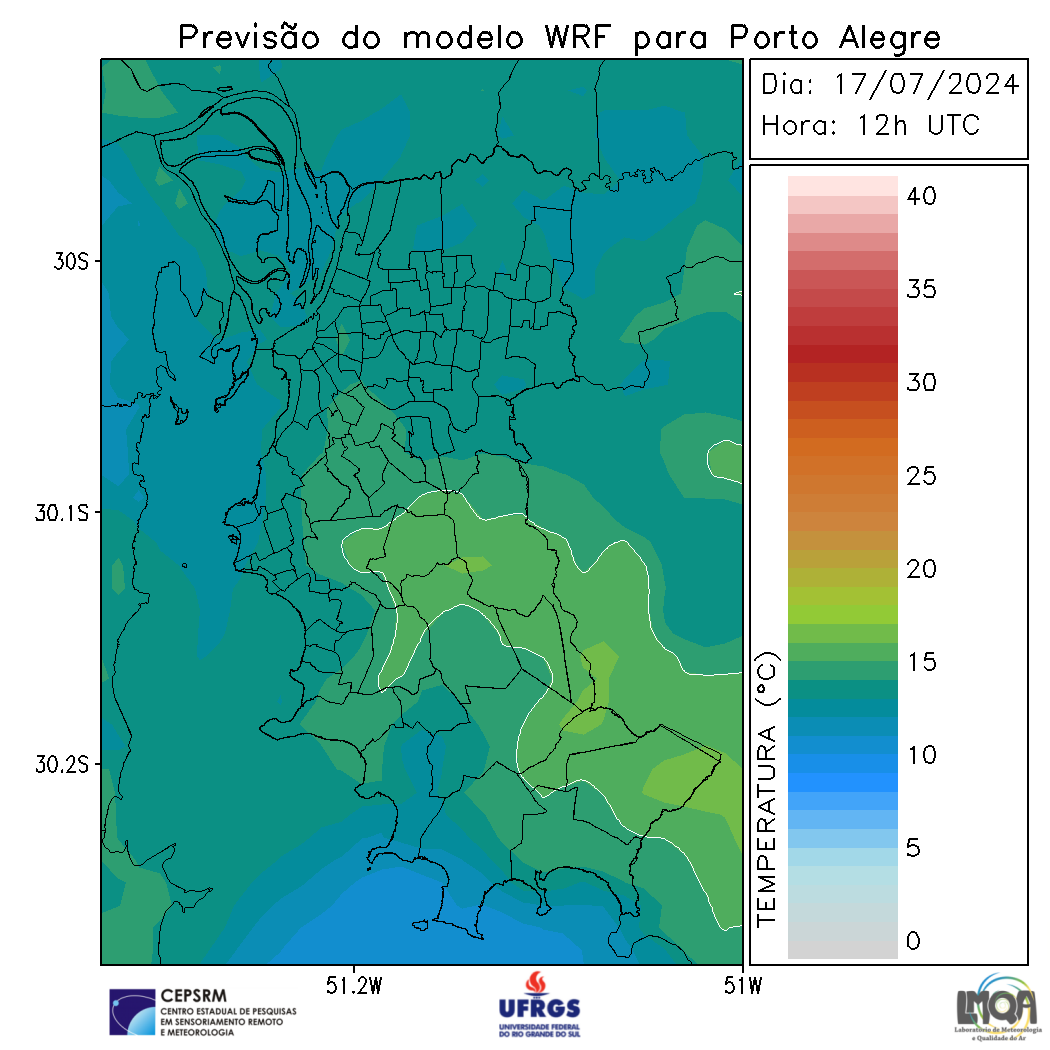 Previsão do modelo WRF para Porto Alegre
Dia: 17/07/2024
Hora: 12h UTC
40
35
30
25
20
15
10
5
0
TEMPERATURA (°C)
30S
30.1S
30.2S
51.2W
51W
CEPSRM
CENTRO ESTADUAL DE PESQUISAS
EM SENSORIAMENTO REMOTO
E METEOROLOGIA
UFRGS
UNIVERSIDADE FEDERAL
DO RIO GRANDE DO SUL
LMQA
Laboratório de Meteorologia
e Qualidade do Ar